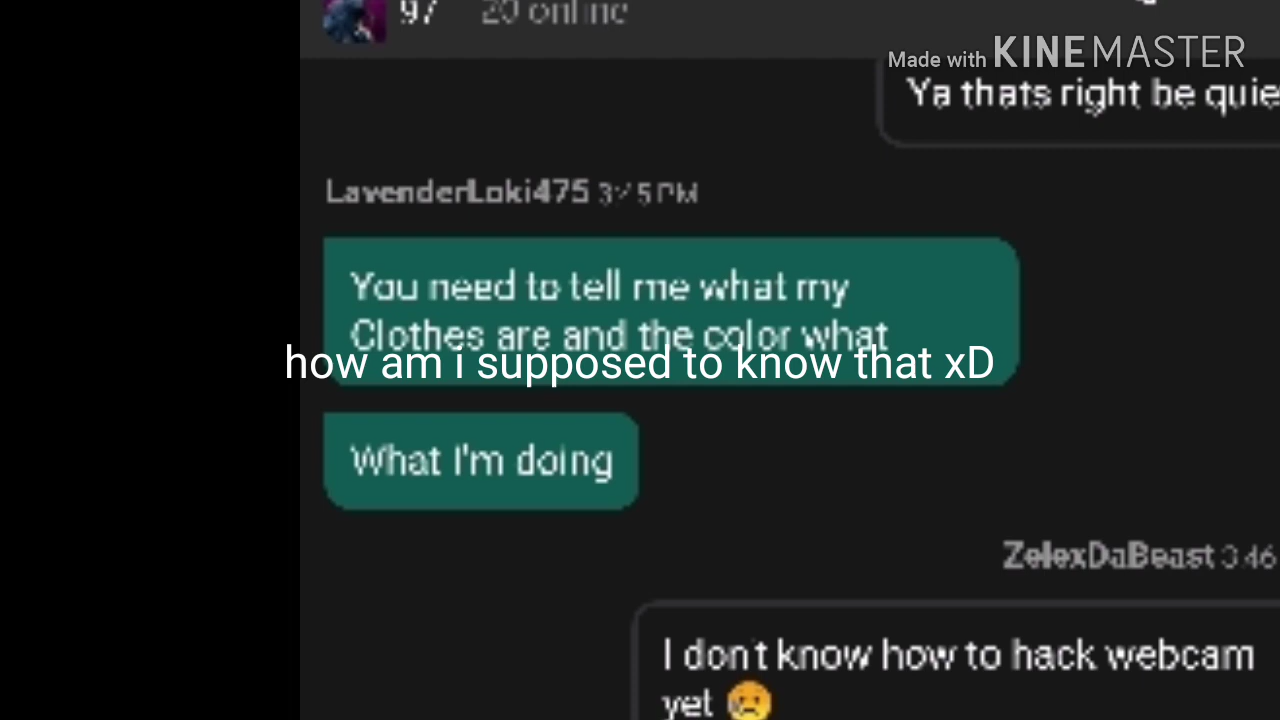 97 20 online
Made with KINEMASTER
Ya thats right be quie
LavenderLoki475 3:45 PM
You need to tell me what my
Clothes are and the color what
how am i supposed to know that xD
What I'm doing
ZelexDaBeast 3:46
I don't know how to hack webcam
yet 😢